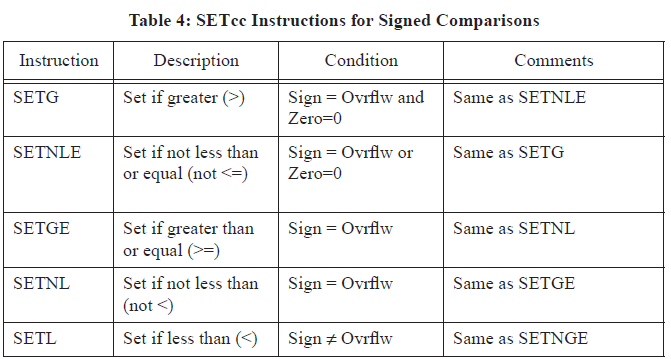 Table 4: SETcc Instructions for Signed Comparisons
Instruction Description Condition Comments
SETG Set if greater (>) Sign = Ovrflw and Same as SETNLE
Zero=0
SETNLE Set if not less than Sign = Ovrflw or Same as SETG
or equal (not <=) Zero=0
SETGE Set if greater than Sign = Ovrflw Same as SETNL
or equal (>=)
SETNL Set if not less than Sign = Ovrflw Same as SETGE
(not <)
SETL Set if less than (<) Sign ≠ Ovrflw Same as SETNGE